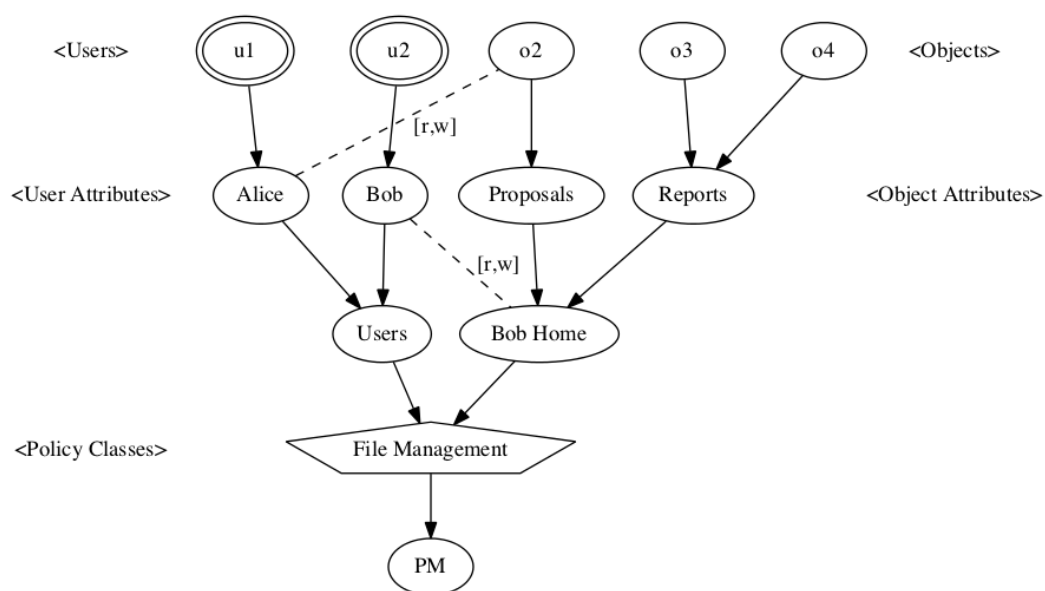 <Users> u1 u2 o2 o3 o4 <Objects>
[r,w]
<User Attributes> Alice Bob Proposals Reports <Object Attributes>
[r,w]
Users Bob Home
<Policy Classes> File Management
PM